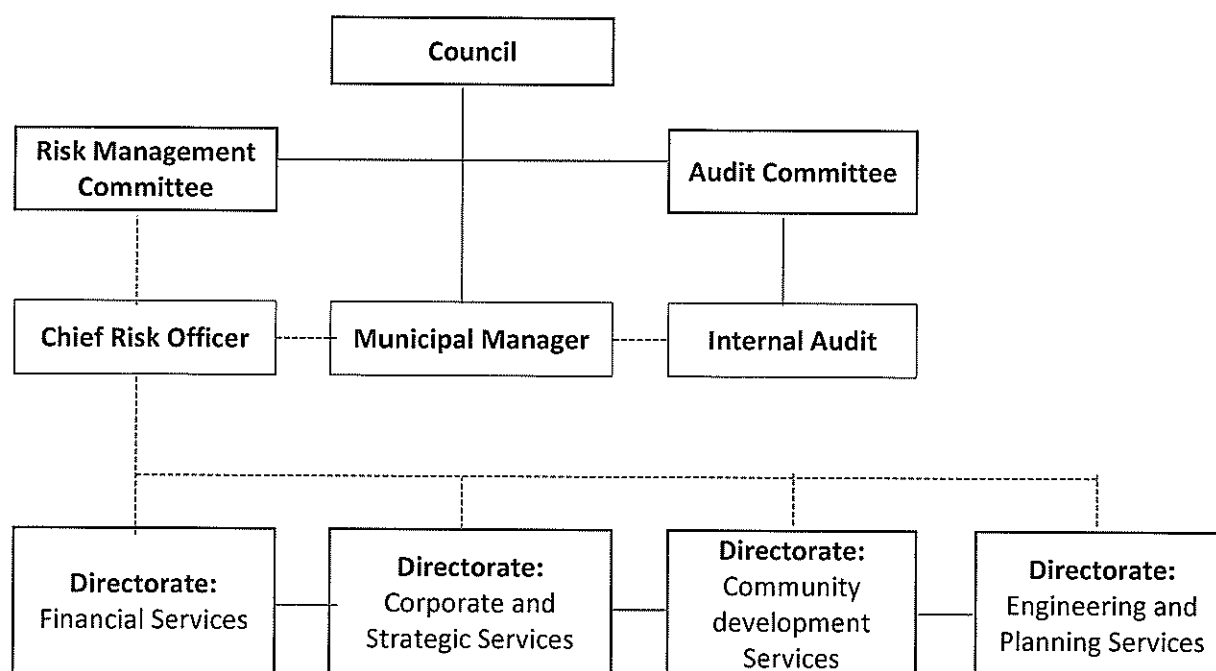 Council
Risk Management
Committee
Audit Committee
Chief Risk Officer
Municipal Manager
Internal Audit
Directorate:
Financial Services
Directorate:
Corporate and
Strategic Services
Directorate:
Community
development
Services
Directorate:
Engineering and
Planning Services